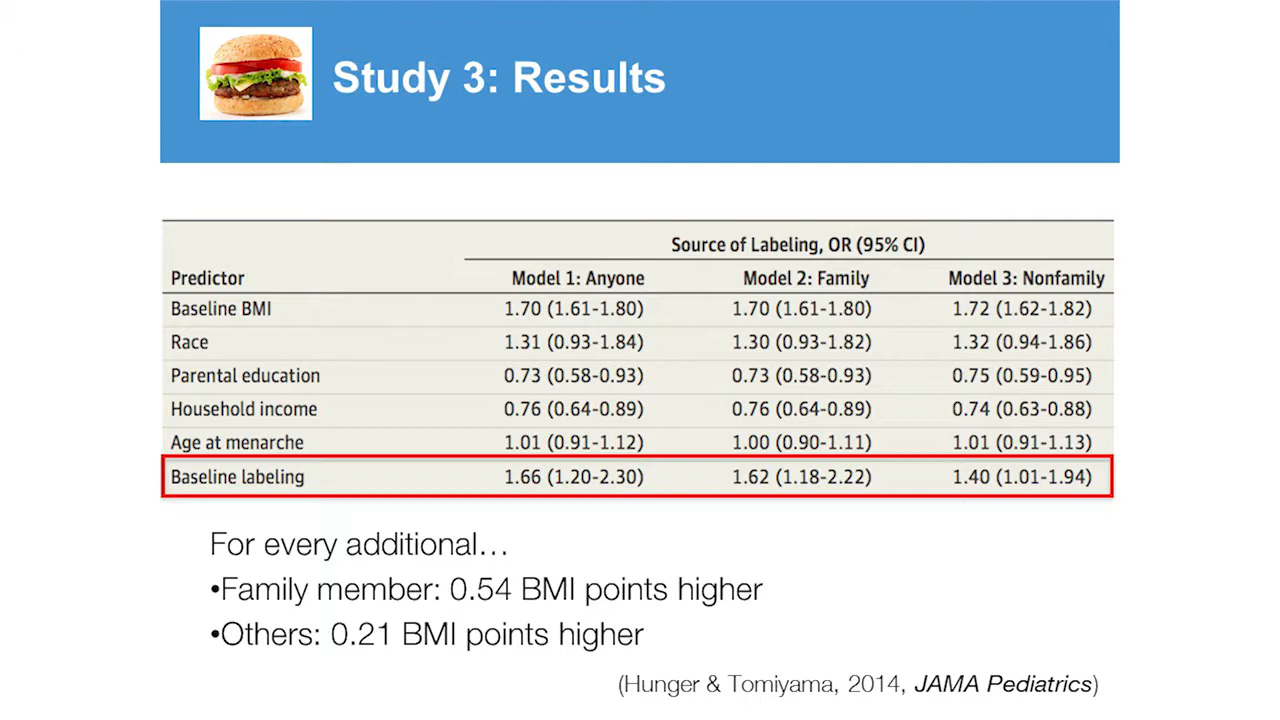 Study 3: Results
Source of Labeling, OR (95% CI)
Predictor Model 1: Anyone Model 2: Family Model 3: Nonfamily
Baseline BMI 1.70 (1.61-1.80) 1.70 (1.61-1.80) 1.72 (1.62-1.82)
Race 1.31 (0.93-1.84) 1.30 (0.93-1.82) 1.32 (0.94-1.86)
Parental education 0.73 (0.58-0.93) 0.73 (0.58-0.93) 0.75 (0.59-0.95)
Household income 0.76 (0.64-0.89) 0.76 (0.64-0.89) 0.74 (0.63-0.88)
Age at menarche 1.01 (0.91-1.12) 1.00 (0.90-1.11) 1.01 (0.91-1.13)
Baseline labeling 1.66 (1.20-2.30) 1.62 (1.18-2.22) 1.40 (1.01-1.94)
For every additional…
•Family member: 0.54 BMI points higher
•Others: 0.21 BMI points higher
(Hunger & Tomiyama, 2014, JAMA Pediatrics)